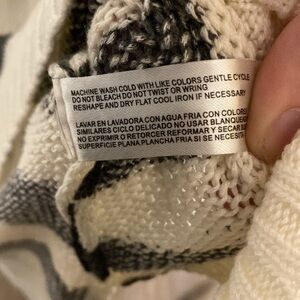 MACHINE WASH COLD WITH LIKE COLORS GENTLE CYCLE
DO NOT BLEACH DO NOT TWIST OR WRING
RESHAPE AND DRY FLAT COOL IRON IF NECESSARY
LAVAR EN LAVADORA CON AGUA FRIA CON COLORES
SIMILARES CICLO DELICADO NO USAR BLANQUEA
NO EXPRIMIR O RETORCER REFORMAR Y SECAR
SUPERFICIE PLANA PLANCHA FRIA SI SE NECESITA